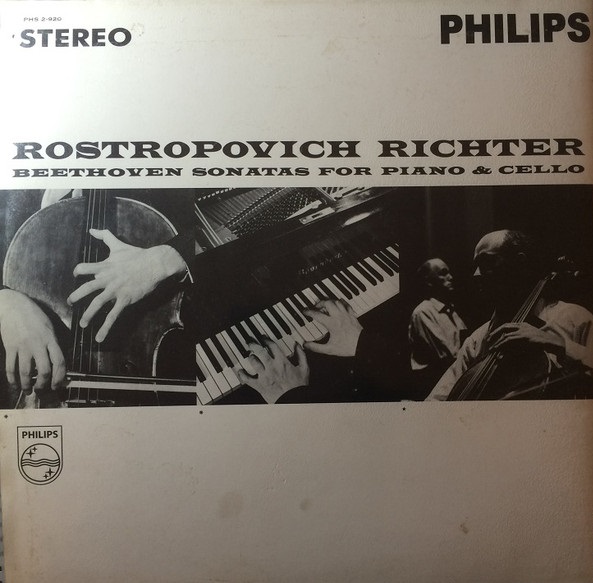 PHS 2-920
STEREO
PHILIPS
ROSTROPOVICH RICHTER
BEETHOVEN SONATAS FOR PIANO & CELLO
PHILIPS